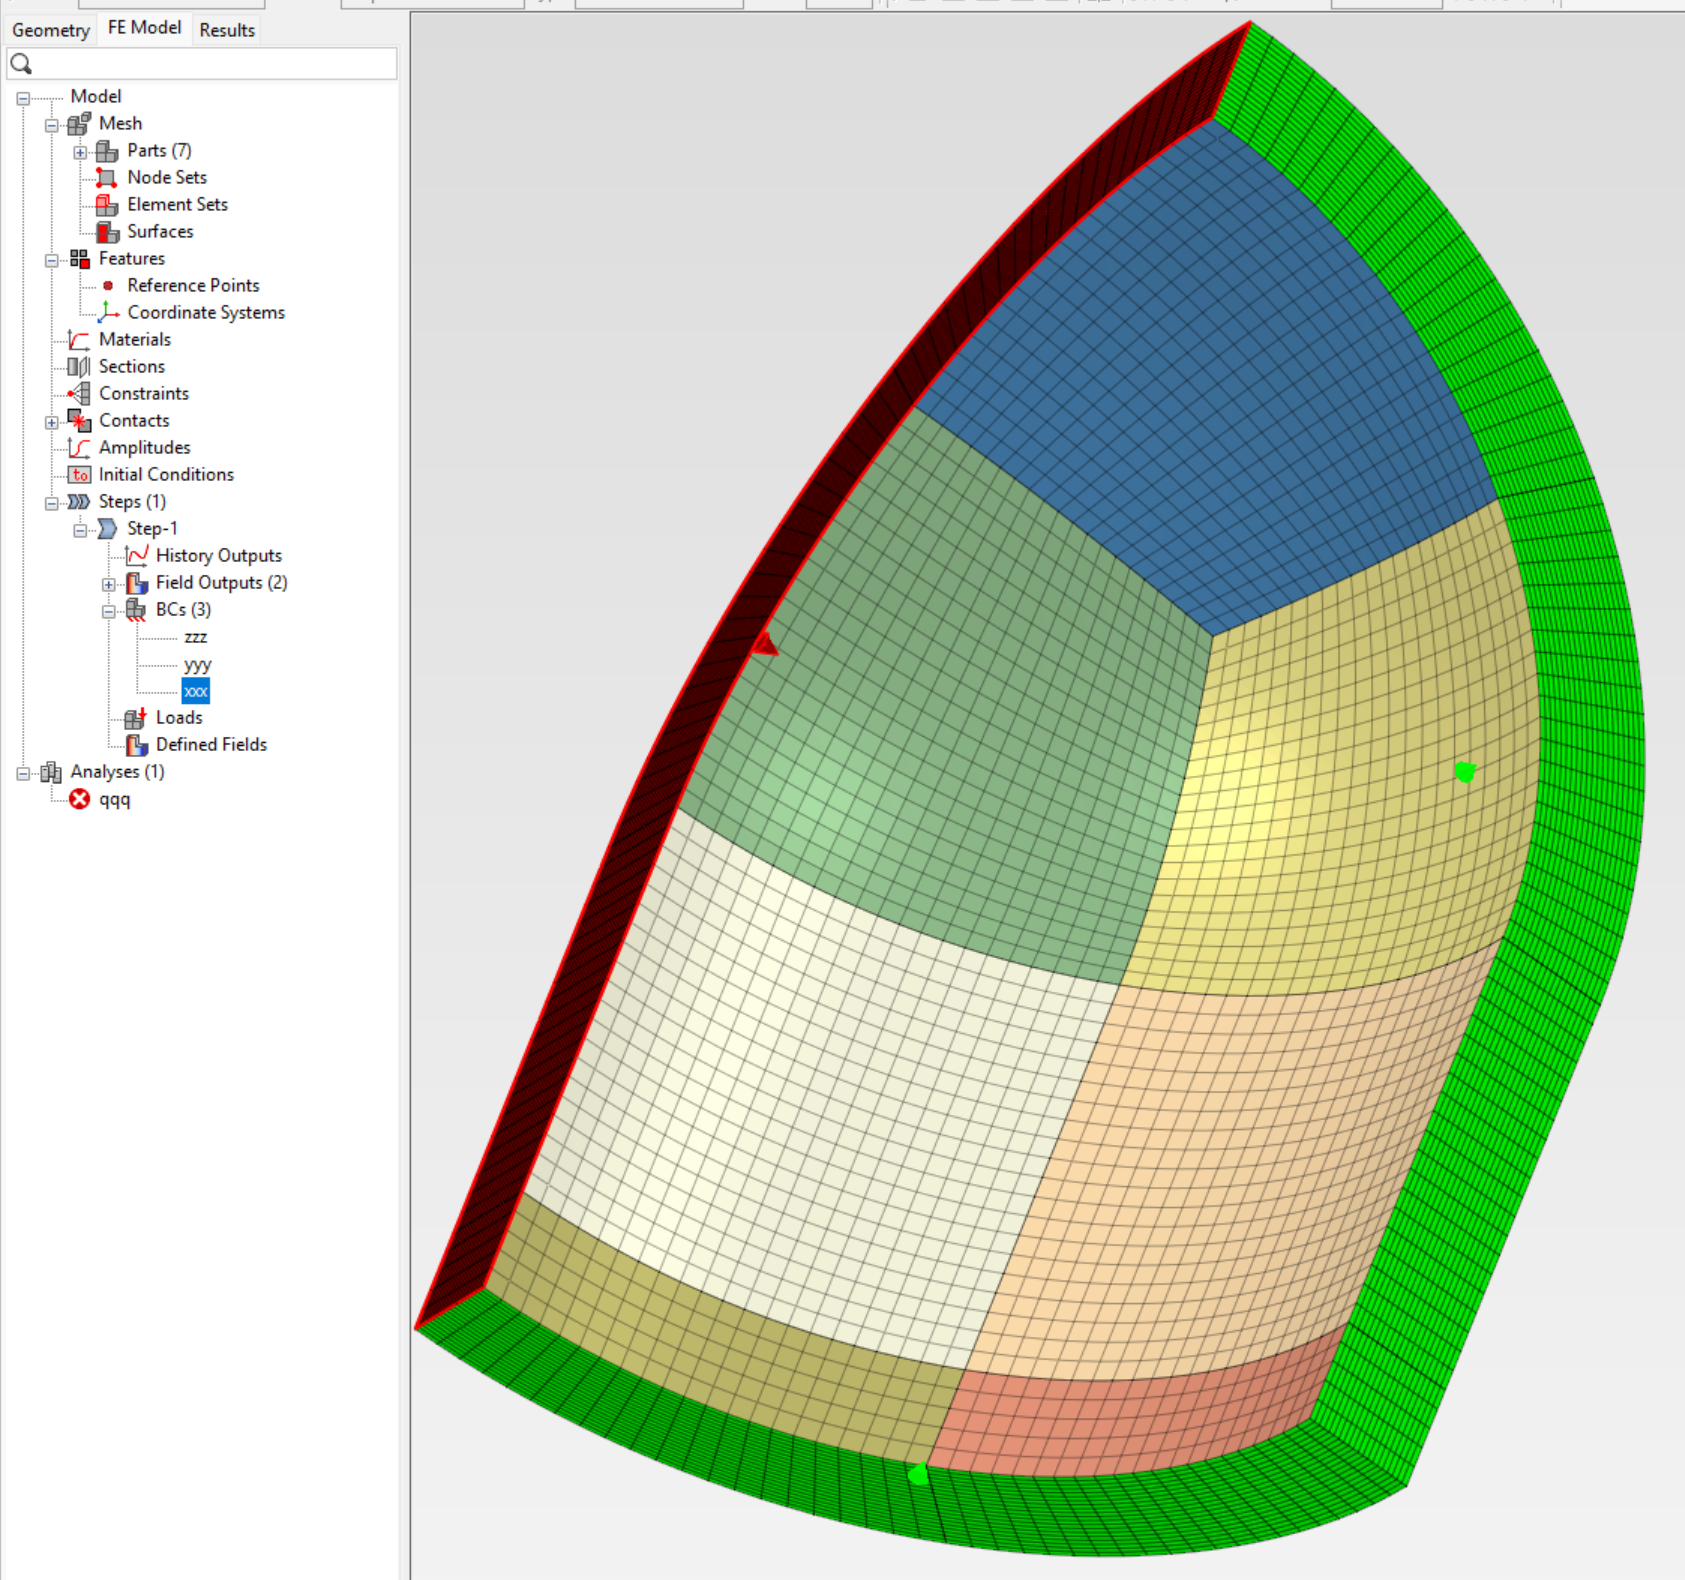 Geometry FE Model Results
Model
Mesh
Parts (7)
Node Sets
Element Sets
Surfaces
Features
Reference Points
Coordinate Systems
Materials
Sections
Constraints
Contacts
Amplitudes
to Initial Conditions
Steps (1)
Step-1
History Outputs
Field Outputs (2)
BCs (3)
zzz
yyy
xxx
Loads
Defined Fields
Analyses (1)
qqq